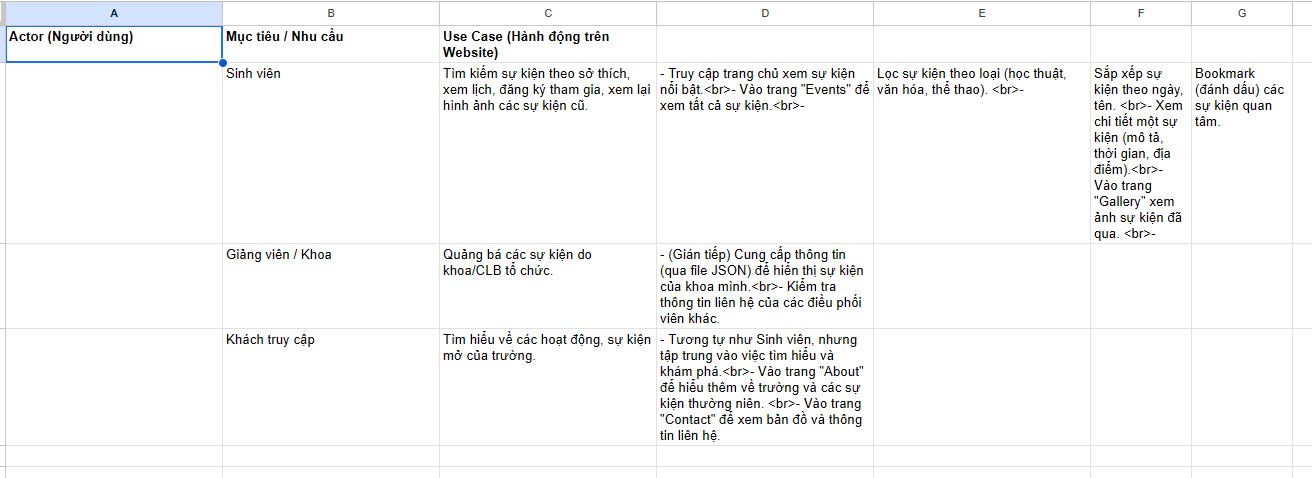 A B C D E F G
Actor (Người dùng) Mục tiêu / Nhu cầu Use Case (Hành động trên
Website)
Sinh viên
Tìm kiếm sự kiện theo sở thích,
xem lịch, đăng ký tham gia, xem lại
hình ảnh các sự kiện cũ.
- Truy cập trang chủ xem sự kiện
nổi bật.<br>- Vào trang "Events" để
xem tất cả sự kiện.<br>-
Lọc sự kiện theo loại (học thuật,
văn hóa, thể thao). <br>-
Sắp xếp sự
kiện theo ngày,
tên. <br>- Xem
chi tiết một sự
kiện (mô tả,
thời gian, địa
điểm).<br>-
Vào trang
"Gallery" xem
ảnh sự kiện đã
qua. <br>-
Bookmark
(đánh dấu) các
sự kiện quan
tâm.
Giảng viên / Khoa
Quảng bá các sự kiện do
khoa/CLB tổ chức.
- (Gián tiếp) Cung cấp thông tin
(qua file JSON) để hiển thị sự kiện
của khoa mình.<br>- Kiểm tra
thông tin liên hệ của các điều phối
viên khác.
Khách truy cập
Tìm hiểu về các hoạt động, sự kiện
mở của trường.
- Tương tự như Sinh viên, nhưng
tập trung vào việc tìm hiểu và
khám phá.<br>- Vào trang "About"
để hiểu thêm về trường và các sự
kiện thường niên. <br>- Vào trang
"Contact" để xem bản đồ và thông
tin liên hệ.